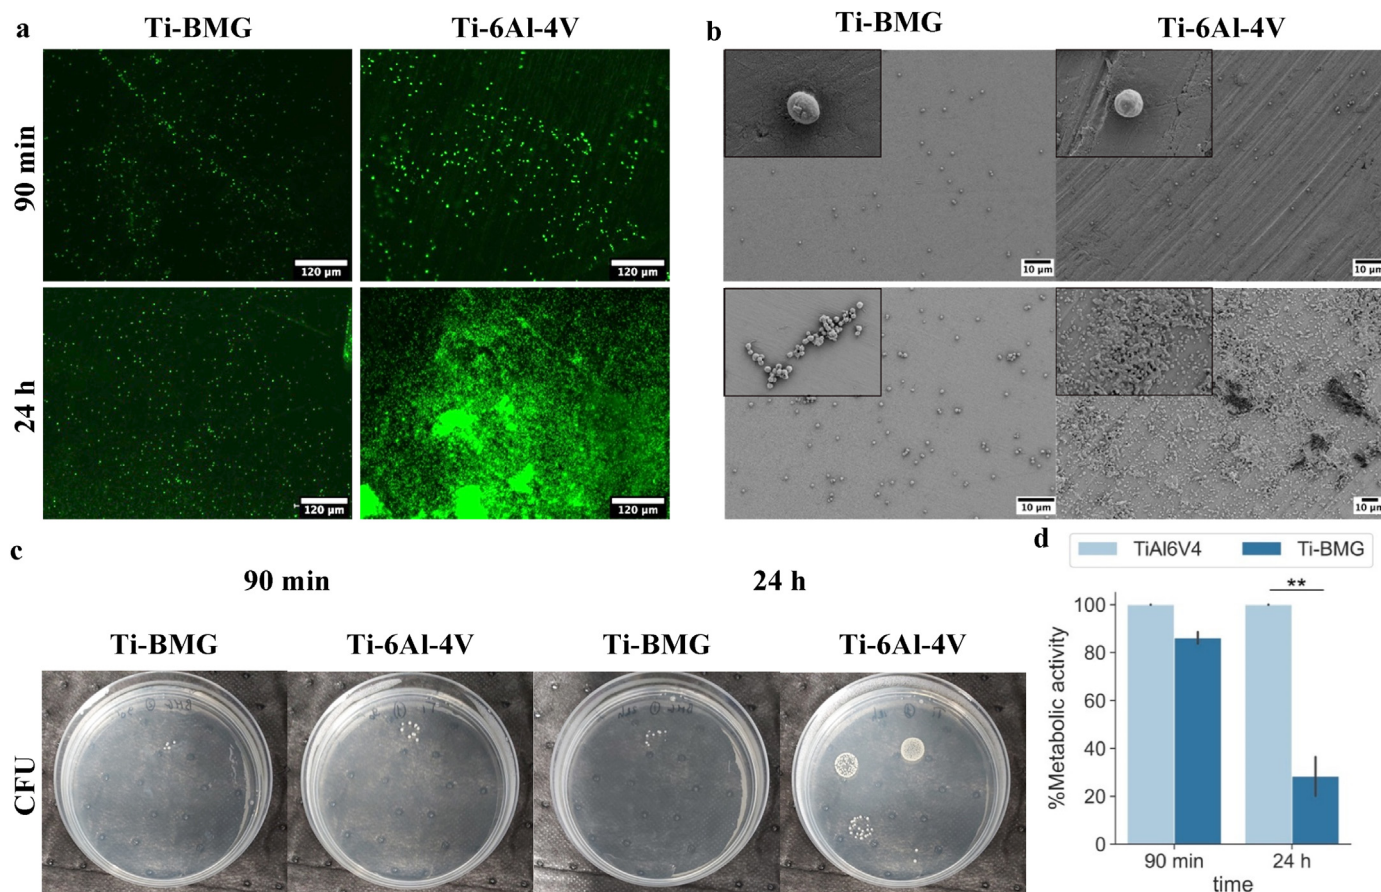 a
Ti-BMG
Ti-6Al-4V
90 min
120 µm
120 µm
24 h
120 µm
120 µm
b
Ti-BMG
Ti-6Al-4V
10 µm
10 µm
10 µm
10 µm
c
90 min
24 h
Ti-BMG
Ti-6Al-4V
Ti-BMG
Ti-6Al-4V
CFU
d
TiAl6V4
Ti-BMG
**
%Metabolic activity
100
80
60
40
20
0
90 min
24 h
time